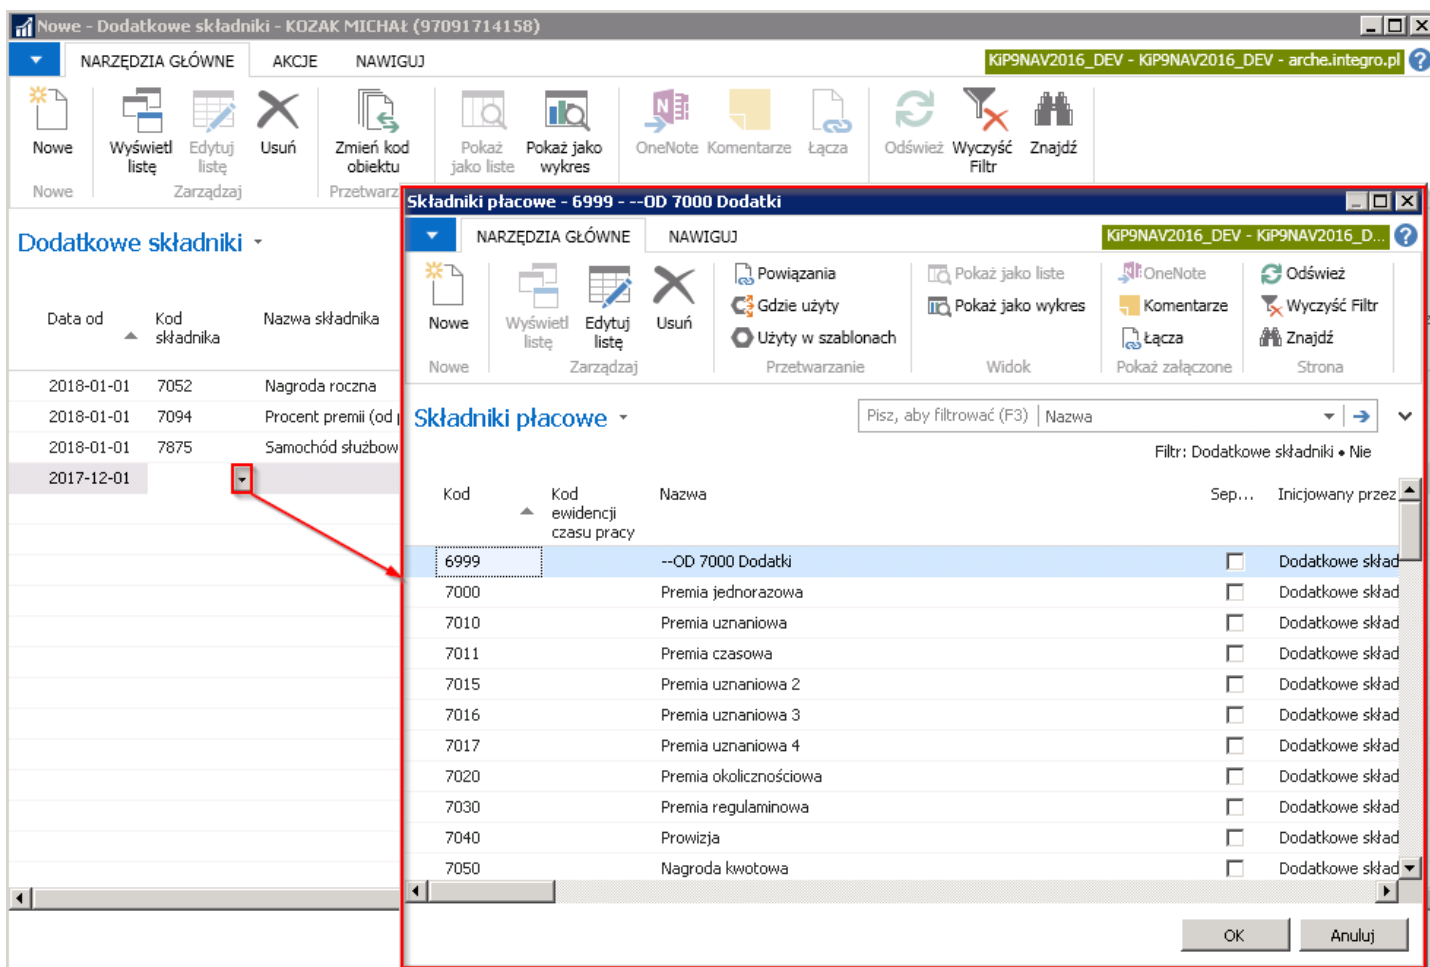 Nowe - Dodatkowe składniki - KOZAK MICHAŁ (97091714158)
NARZĘDZIA GŁÓWNE AKCJE NAWIGUJ
KiP9NAV2016_DEV - KiP9NAV2016_DEV - arche.integro.pl
Nowe
Wyświetl listę
Edytuj listę
Usuń
Zmień kod obiektu
Pokaż jako liste
Pokaż jako wykres
OneNote
Komentarze
Łącza
Odśwież
Wyczyść Filtr
Znajdź
Nowe
Zarządzaj
Przetwarz
Dodatkowe składniki
Data od
Kod składnika
Nazwa składnika
2018-01-01 7052 Nagroda roczna
2018-01-01 7094 Procent premii (od
2018-01-01 7875 Samochód służbow
2017-12-01
Składniki płacowe - 6999 - --OD 7000 Dodatki
NARZĘDZIA GŁÓWNE NAWIGUJ
KiP9NAV2016_DEV - KiP9NAV2016_D...
Nowe
Wyświetl listę
Edytuj listę
Usuń
Powiązania
Gdzie użyty
Użyty w szablonach
Pokaż jako liste
Pokaż jako wykres
OneNote
Komentarze
Łącza
Odśwież
Wyczyść Filtr
Znajdź
Nowe
Zarządzaj
Przetwarzanie
Widok
Pokaż załączone
Strona
Składniki płacowe
Pisz, aby filtrować (F3) Nazwa
Filtr: Dodatkowe składniki • Nie
Kod
Kod ewidencji czasu pracy
Nazwa
Sep...
Inicjowany przez
6999 --OD 7000 Dodatki Dodatkowe skład
7000 Premia jednorazowa Dodatkowe skład
7010 Premia uznaniowa Dodatkowe skład
7011 Premia czasowa Dodatkowe skład
7015 Premia uznaniowa 2 Dodatkowe skład
7016 Premia uznaniowa 3 Dodatkowe skład
7017 Premia uznaniowa 4 Dodatkowe skład
7020 Premia okolicznościowa Dodatkowe skład
7030 Premia regulaminowa Dodatkowe skład
7040 Prowizja Dodatkowe skład
7050 Nagroda kwotowa Dodatkowe skład
OK Anuluj